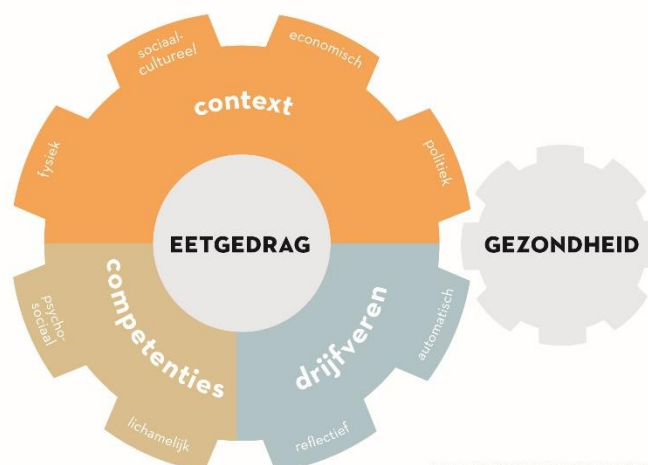 sociaal-
cultureel
economisch
context
fysiek
politiek
EETGEDRAG
GEZONDHEID
competenties
drijfveren
psycho-
sociaal
automatisch
lichamelijk
reflectief